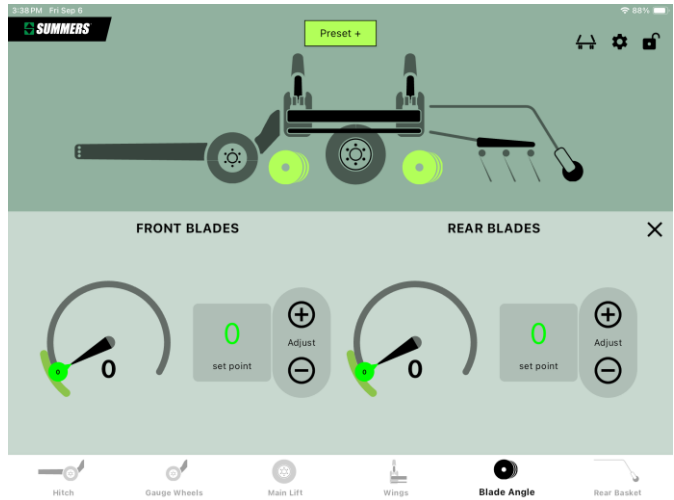 3:38 PM Fri Sep 6
88%
SUMMERS
Preset +
FRONT BLADES
REAR BLADES
0
0
0
set point
Adjust
0
0
0
set point
Adjust
Hitch
Gauge Wheels
Main Lift
Wings
Blade Angle
Rear Basket